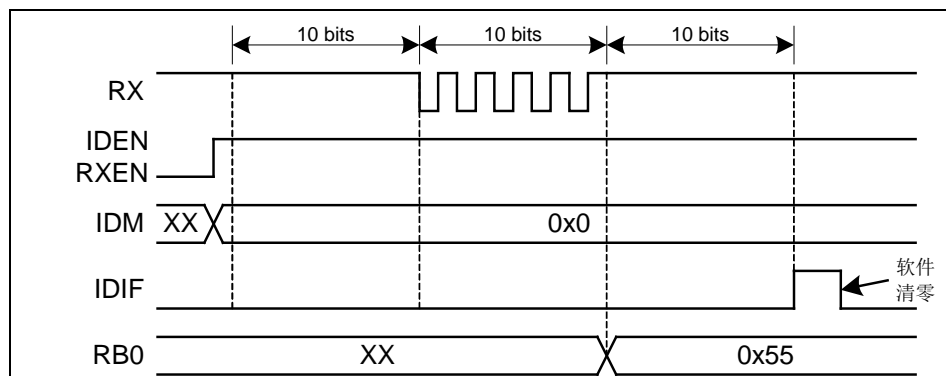 10 bits 10 bits 10 bits
RX
IDEN
RXEN
IDM XX 0x0
IDIF 软件
清零
RB0 XX 0x55